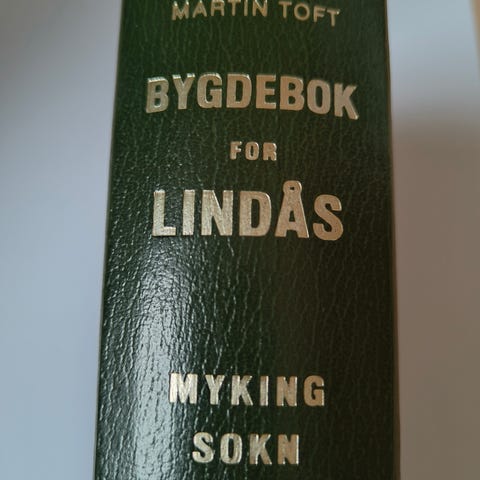 MARTIN TOFT
BYGDEBOK
FOR
LINDÅS
MYKING
SOKN